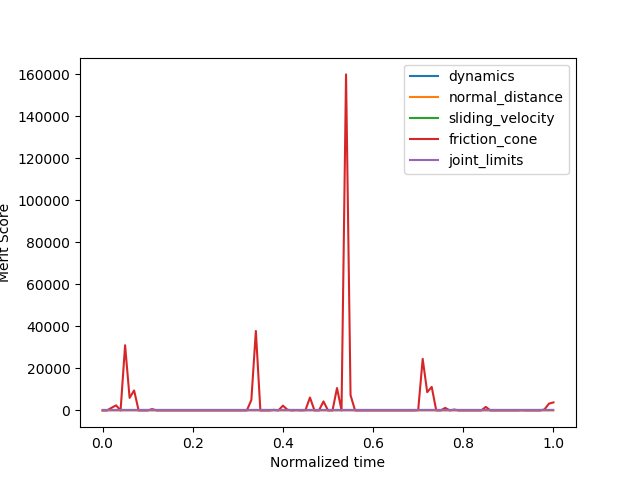 160000
140000
120000
100000
80000
60000
40000
20000
0
Merit Score
0.0 0.2 0.4 0.6 0.8 1.0
Normalized time
dynamics
normal_distance
sliding_velocity
friction_cone
joint_limits